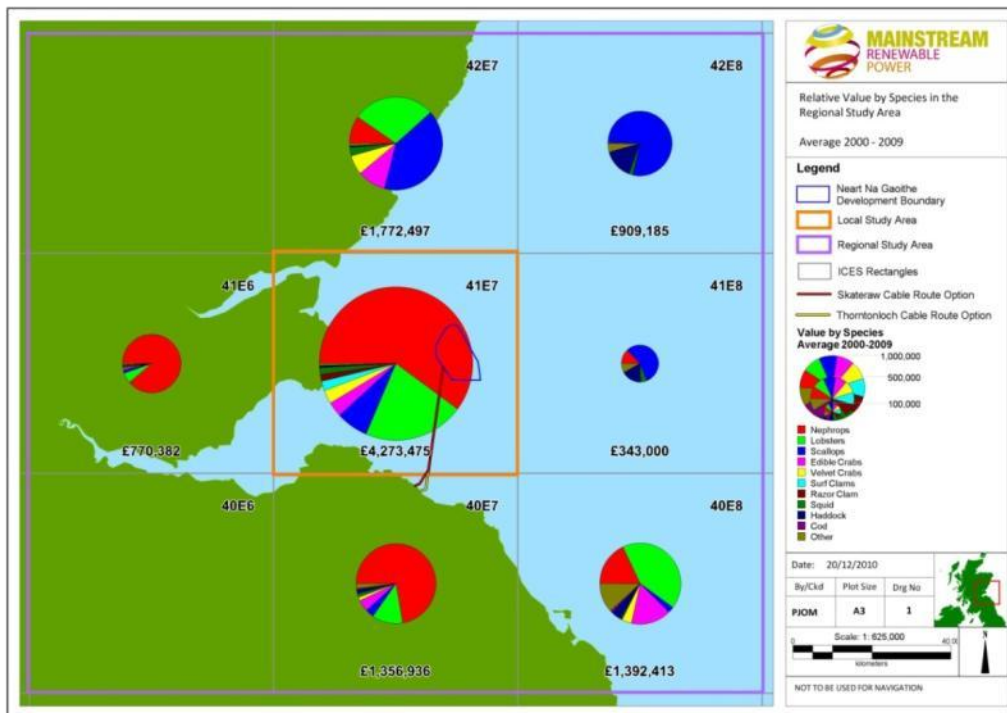 42E7
42E8
£1,772,497
£909,185
41E6
41E7
41E8
£770,382
£4,273,475
£343,000
40E6
40E7
40E8
£1,356,936
£1,392,413
MAINSTREAM
RENEWABLE
POWER
Relative Value by Species in the
Regional Study Area
Average 2000 - 2009
Legend
Neart Na Gaoithe
Development Boundary
Local Study Area
Regional Study Area
ICES Rectangles
Skateraw Cable Route Option
Thorntonloch Cable Route Option
Value by Species
Average 2000-2009
1,000,000
500,000
100,000
Nephrops
Lobsters
Scallops
Edible Crabs
Velvet Crabs
Surf Clams
Razor Clam
Squid
Haddock
Cod
Other
Date: 20/12/2010
By/Ckd Plot Size Drg No
PJOM A3 1
Scale: 1: 625,000
0
kilometers
N
NOT TO BE USED FOR NAVIGATION